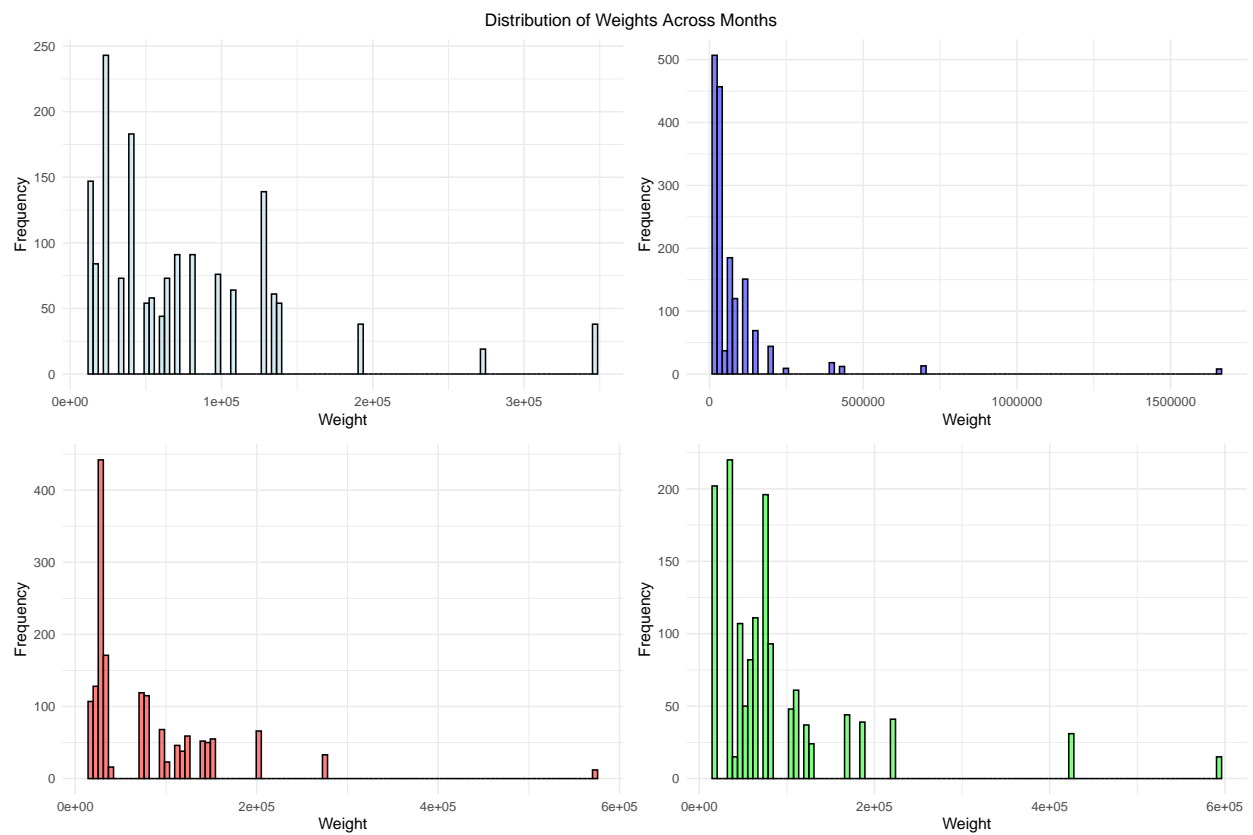 Distribution of Weights Across Months
250
200
150
100
50
0
Frequency
0e+00 1e+05 2e+05 3e+05
Weight
500
400
300
200
100
0
Frequency
0 500000 1000000 1500000
Weight
400
300
200
100
0
Frequency
0e+00 2e+05 4e+05 6e+05
Weight
200
150
100
50
0
Frequency
0e+00 2e+05 4e+05 6e+05
Weight